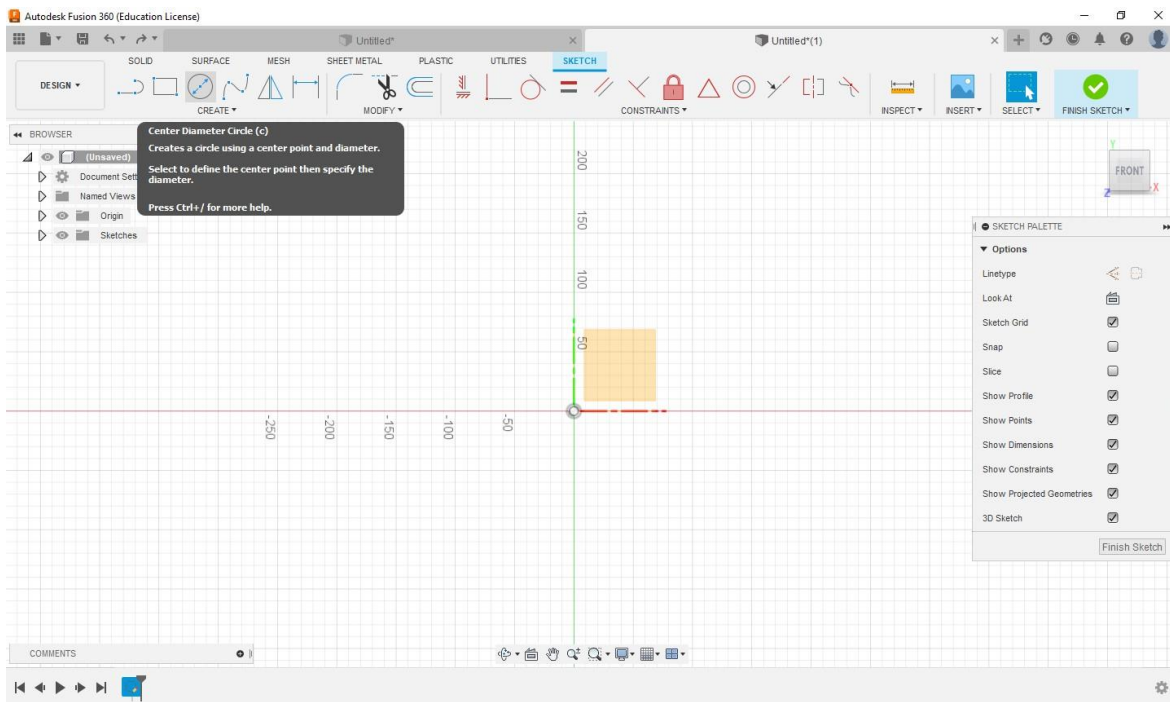 Autodesk Fusion 360 (Education License)
Untitled*
Untitled*(1)
SOLID SURFACE MESH SHEET METAL PLASTIC UTILITIES SKETCH
DESIGN
CREATE
MODIFY
CONSTRAINTS
INSPECT
INSERT
SELECT
FINISH SKETCH
BROWSER
(Unsaved)
Document Sett
Named Views
Origin
Sketches
Center Diameter Circle (c)
Creates a circle using a center point and diameter.
Select to define the center point then specify the
diameter.
Press Ctrl+/ for more help.
200
150
100
50
-250
-200
-150
-100
-50
Y
FRONT
Z
X
SKETCH PALETTE
Options
Linetype
Look At
Sketch Grid
Snap
Slice
Show Profile
Show Points
Show Dimensions
Show Constraints
Show Projected Geometries
3D Sketch
Finish Sketch
COMMENTS